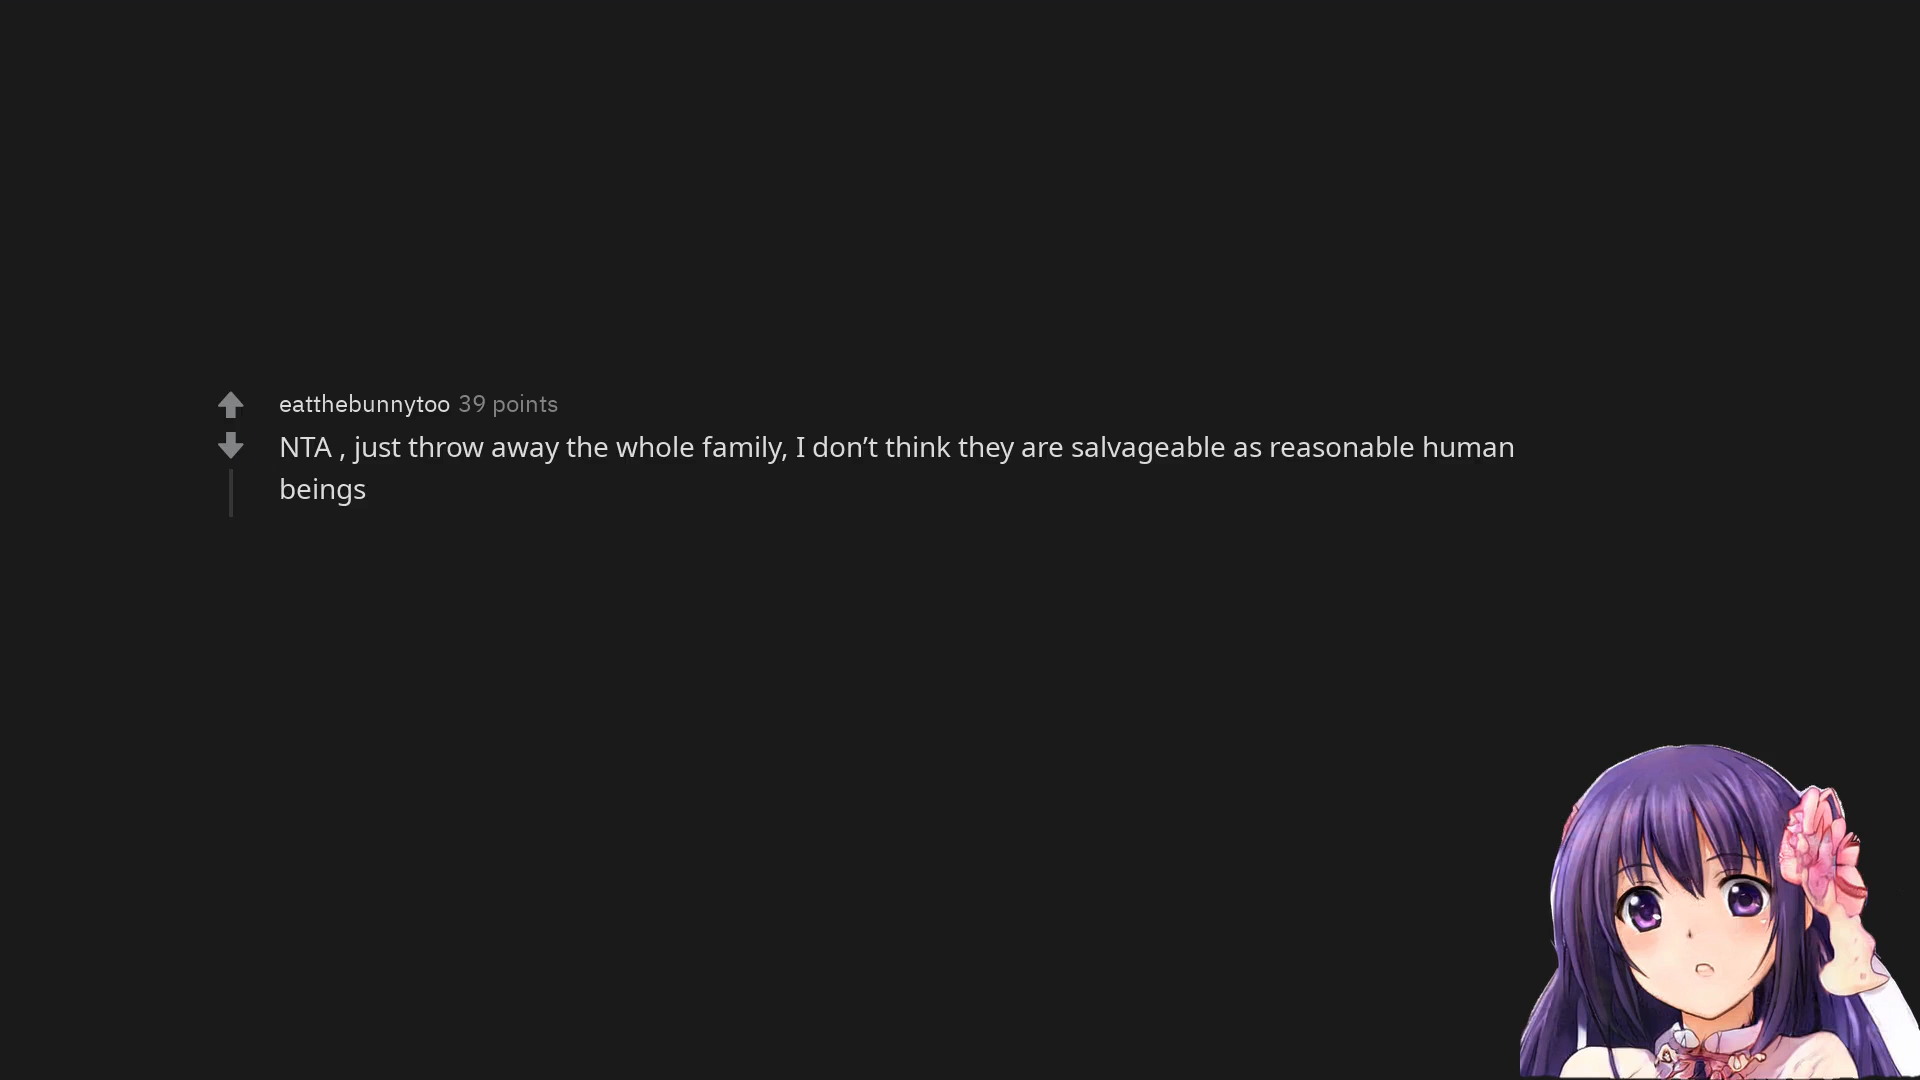 eatthebunnytoo 39 points
NTA , just throw away the whole family, I don’t think they are salvageable as reasonable human
beings